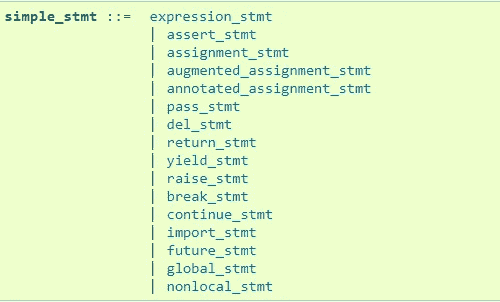 simple_stmt ::= expression_stmt
| assert_stmt
| assignment_stmt
| augmented_assignment_stmt
| annotated_assignment_stmt
| pass_stmt
| del_stmt
| return_stmt
| yield_stmt
| raise_stmt
| break_stmt
| continue_stmt
| import_stmt
| future_stmt
| global_stmt
| nonlocal_stmt